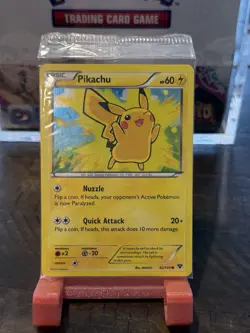 TRADING CARD GAME
BASIC
Pikachu HP60
Nuzzle
Flip a coin. If heads, your opponent's Active Pokémon
is now Paralyzed.
Quick Attack 20+
Flip a coin. If heads, this attack does 10 more damage.
×2 -20